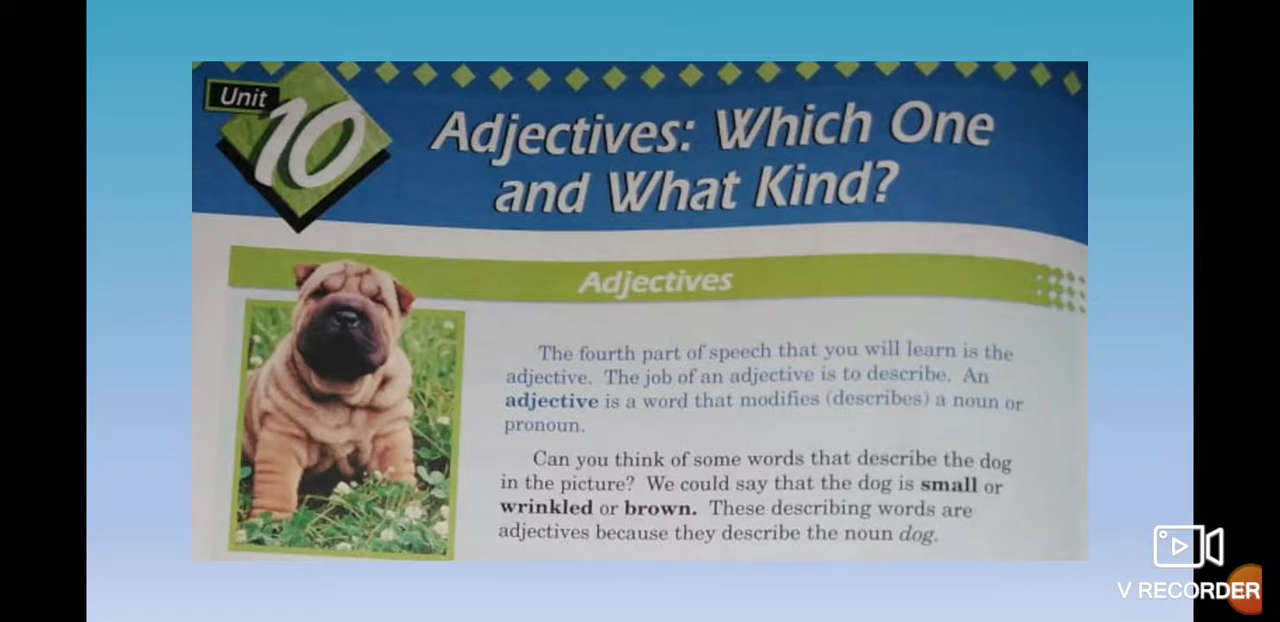 Unit
10
Adjectives: Which One
and What Kind?
Adjectives
The fourth part of speech that you will learn is the
adjective. The job of an adjective is to describe. An
adjective is a word that modifies (describes) a noun or
pronoun.
Can you think of some words that describe the dog
in the picture? We could say that the dog is small or
wrinkled or brown. These describing words are
adjectives because they describe the noun dog.
V RECORDER